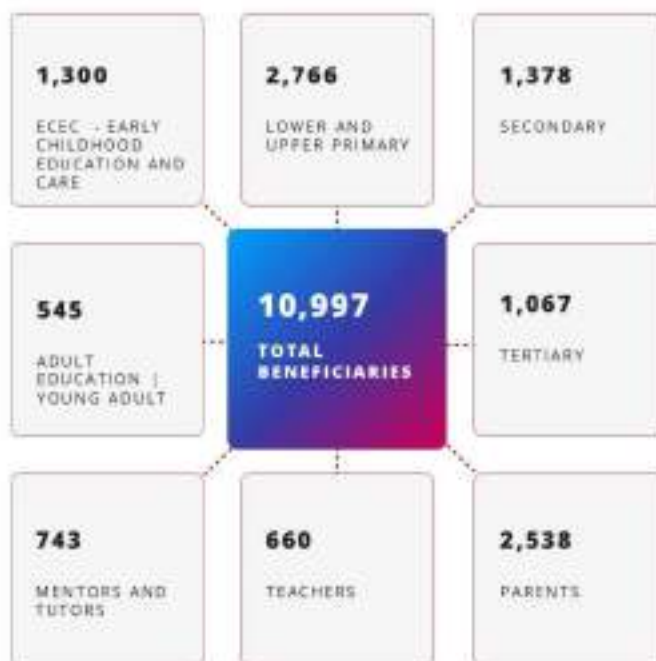 1,300
ECEC - EARLY
CHILDHOOD
EDUCATION AND
CARE
2,766
LOWER AND
UPPER PRIMARY
1,378
SECONDARY
545
ADULT
EDUCATION |
YOUNG ADULT
10,997
TOTAL
BENEFICIARIES
1,067
TERTIARY
743
MENTORS AND
TUTORS
660
TEACHERS
2,538
PARENTS